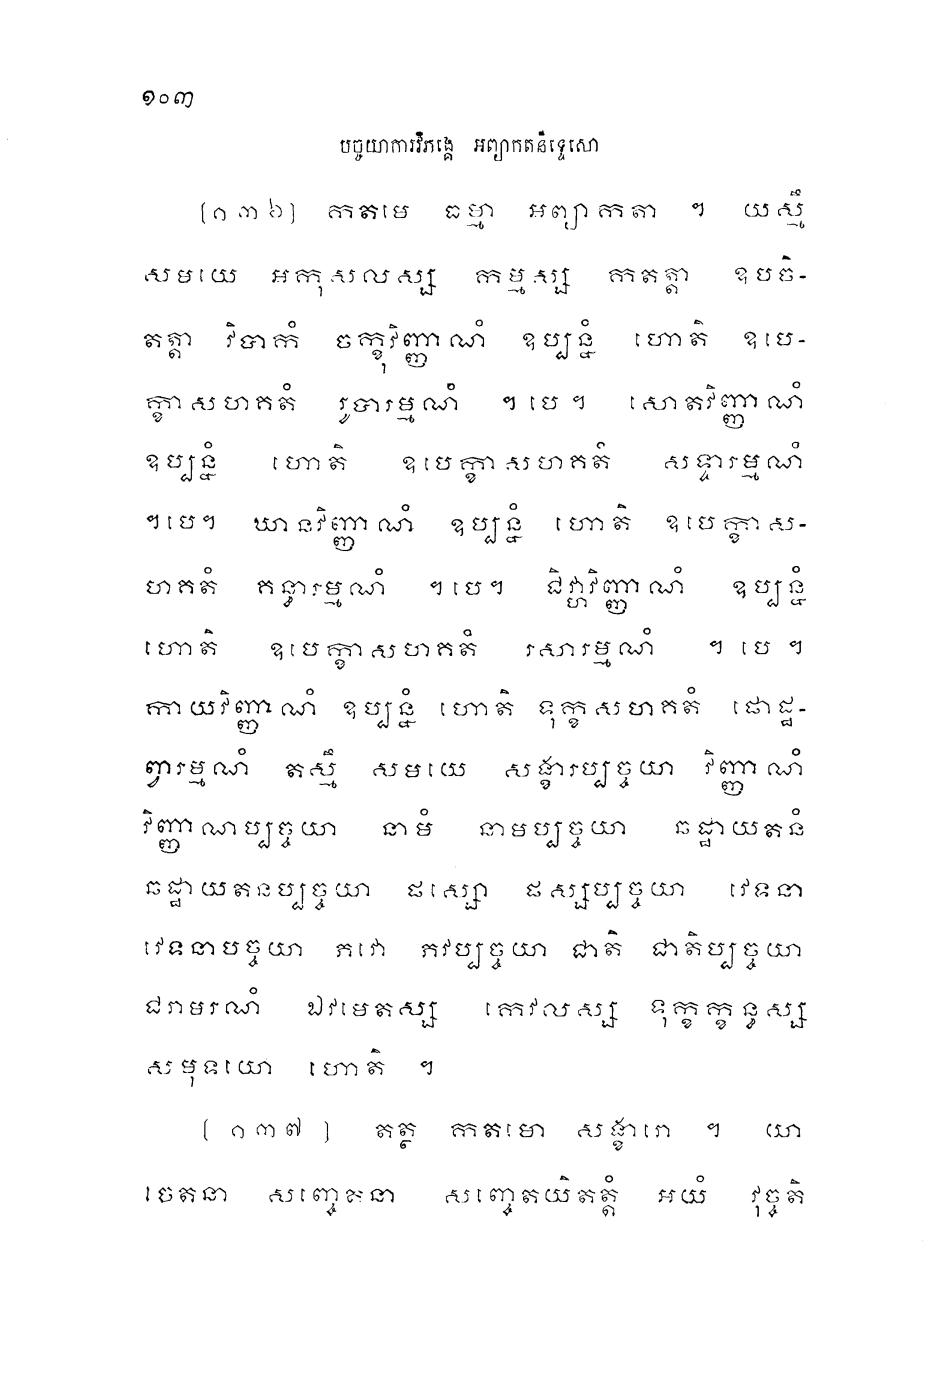 ១០៣
បច្ចយាការវិភង្គេ អព្យាកតនិទ្ទេសោ
[១៣៦] កតមេ ធម្មា អព្យាកតា ។ យស្មឹ
សមយេ អកុសលស្ស កម្មស្ស កតត្តា ឧបចិ-
តត្តា វិបាកំ ចក្ខុវិញ្ញាណំ ឧប្បន្នំ ហោតិ ឧបេ-
ក្ខាសហគតំ រូបារម្មណំ ។ បេ ។ សោតវិញ្ញាណំ
ឧប្បន្នំ ហោតិ ឧបេក្ខាសហគតំ សទ្ទារម្មណំ
។បេ។ ឃានវិញ្ញាណំ ឧប្បន្នំ ហោតិ ឧបេក្ខាស-
ហគតំ គន្ធារម្មណំ ។បេ។ ជិវ្ហាវិញ្ញាណំ ឧប្បន្នំ
ហោតិ ឧបេក្ខាសហគតំ រសារម្មណំ ។ បេ ។
កាយវិញ្ញាណំ ឧប្បន្នំ ហោតិ ទុក្ខសហគតំ ផោដ្ឋ-
ព្វារម្មណំ តស្មឹ សមយេ សង្ខារប្បច្ចយា វិញ្ញាណំ
វិញ្ញាណប្បច្ចយា នាមំ នាមប្បច្ចយា ឆដ្ឋាយតនំ
ឆដ្ឋាយតនប្បច្ចយា ផស្សោ ផស្សប្បច្ចយា វេទនា
វេទនាបច្ចយា ភវោ ភវប្បច្ចយា ជាតិ ជាតិប្បច្ចយា
ជរាមរណំ ឯវមេតស្ស កេវលស្ស ទុក្ខក្ខន្ធស្ស
សមុទយោ ហោតិ ។
[១៣៧] តត្ថ កតមោ សង្ខារោ ។ យា
ចេតនា សញ្ចេតនា សញ្ចេតយិតត្តំ អយំ វុច្ចតិ